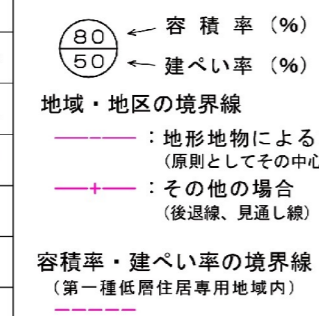 80 ← 容積率（%）
50 ← 建ぺい率（%）
地域・地区の境界線
：地形地物による
（原則としてその中心
：その他の場合
（後退線、見通し線）
容積率・建ぺい率の境界線
（第一種低層住居専用地域内）